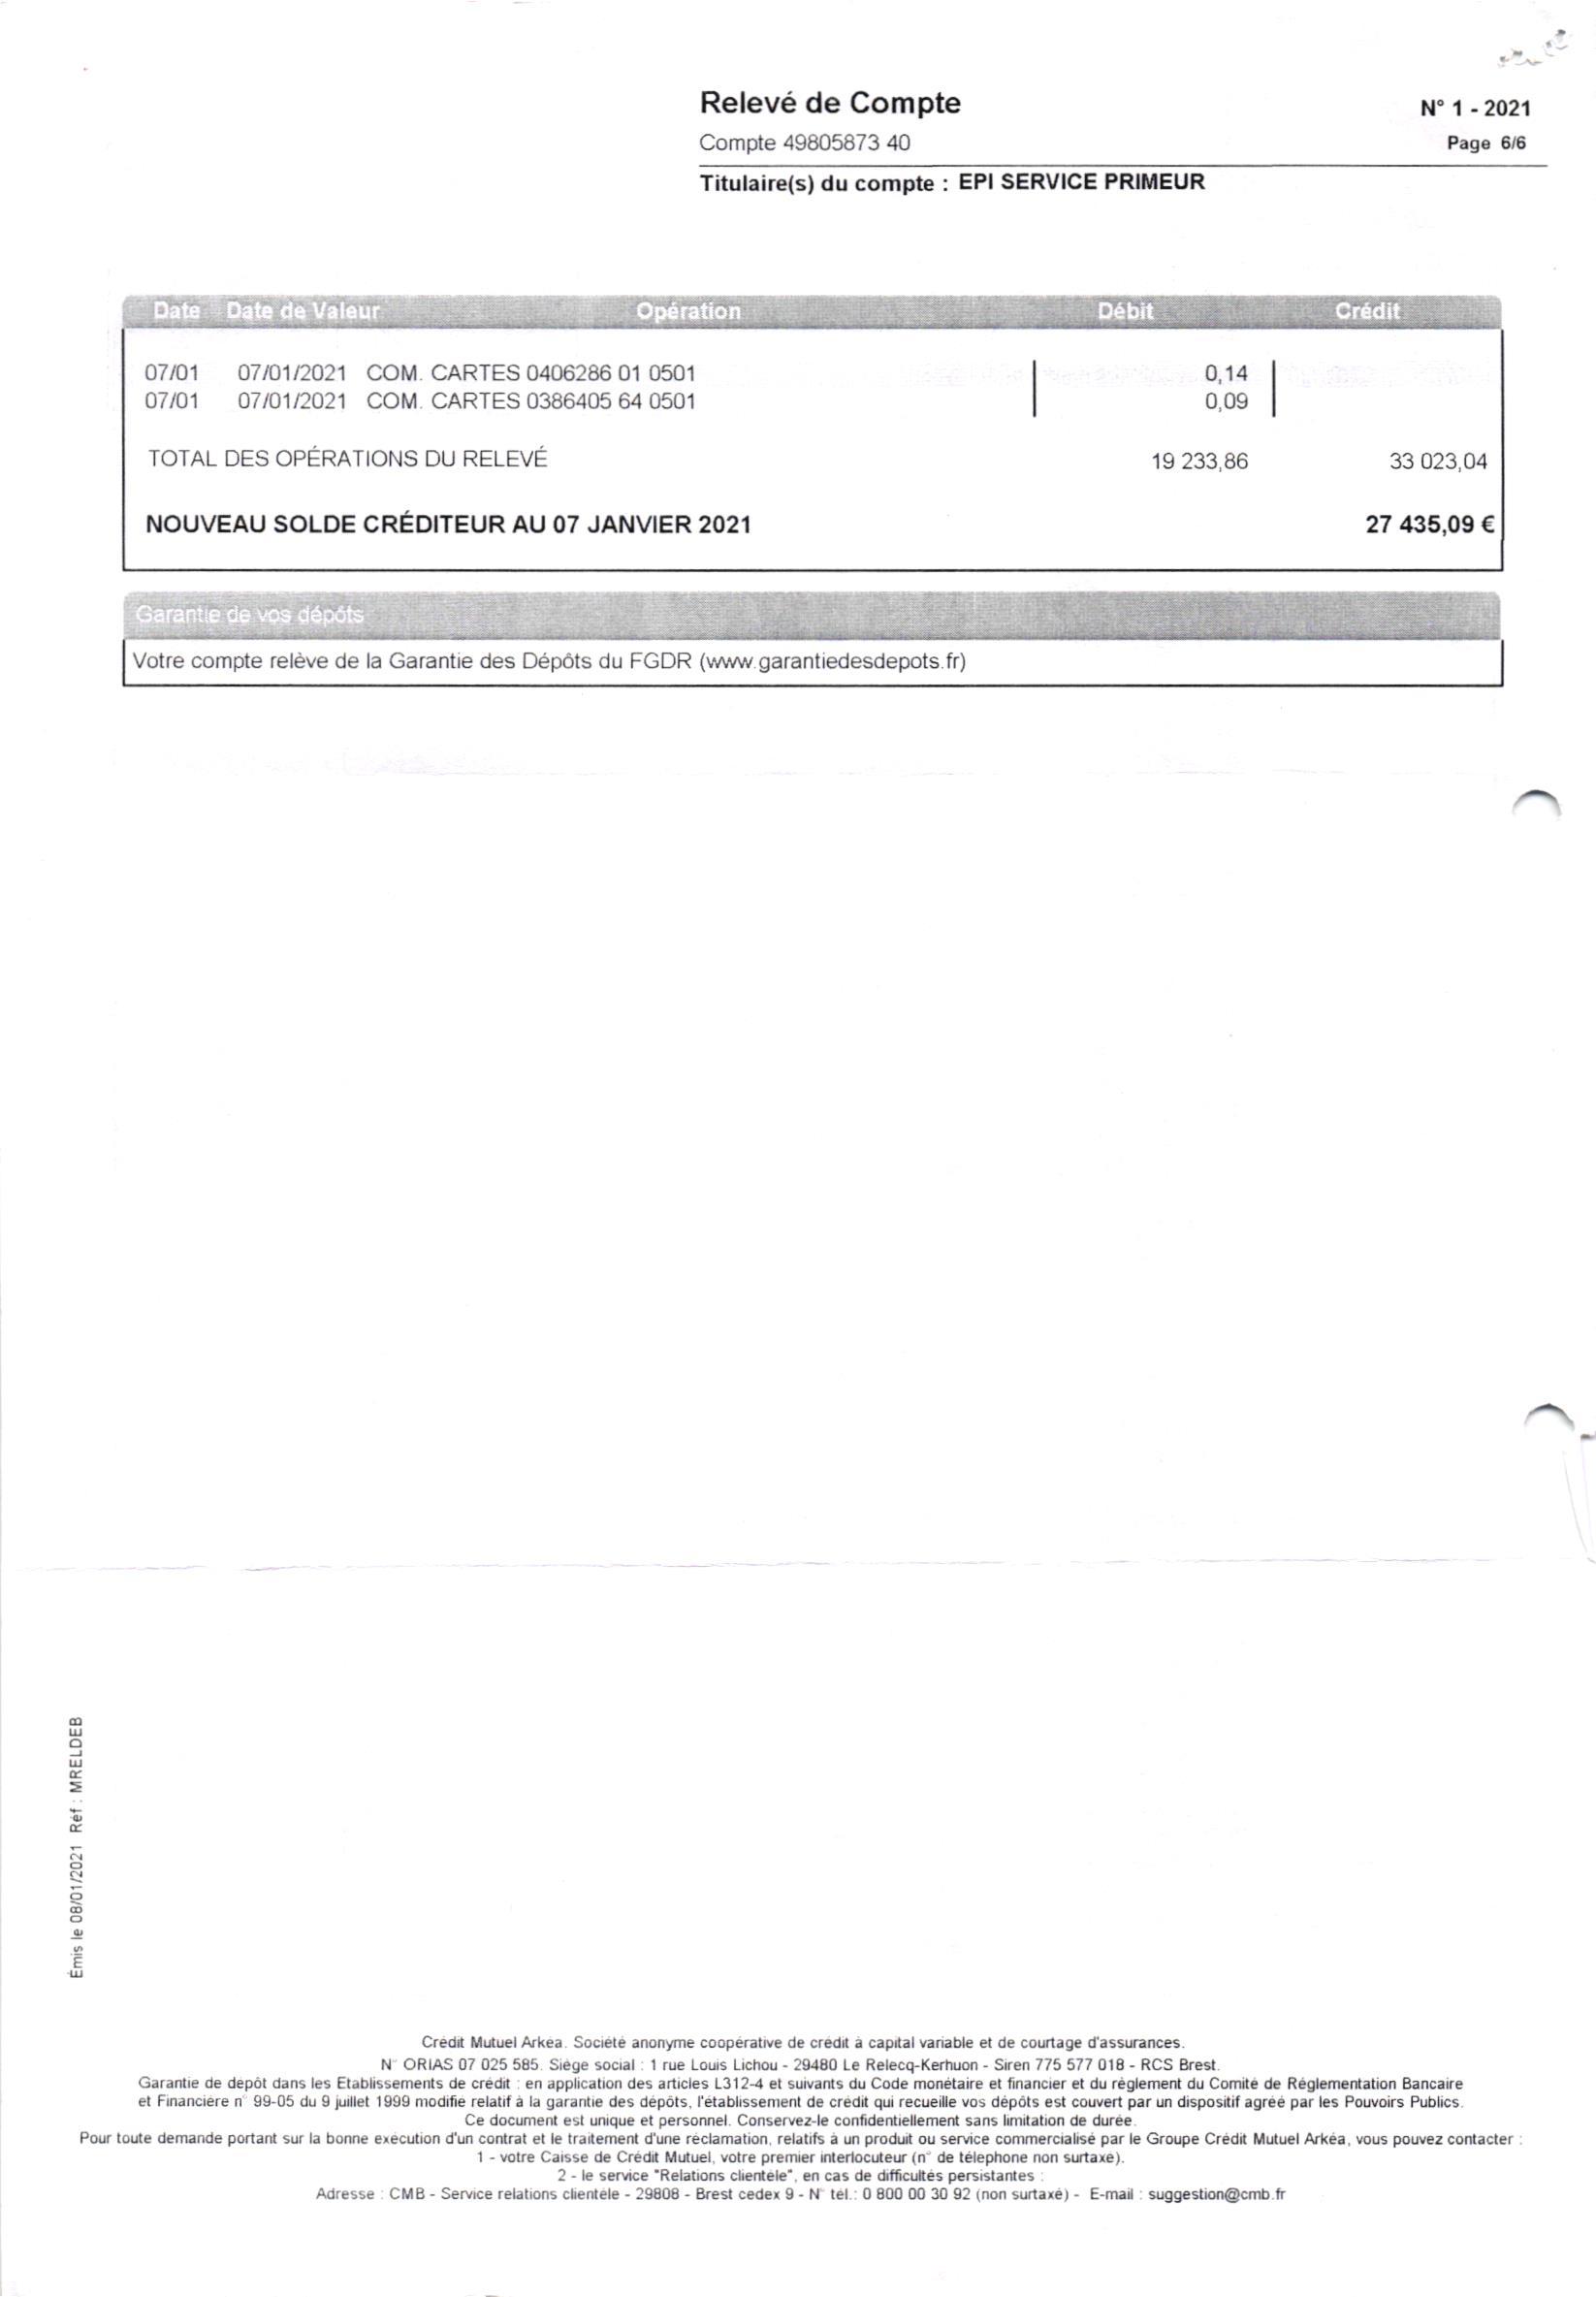 Relevé de Compte
N° 1 - 2021
Compte 49805873 40
Page 6/6
Titulaire(s) du compte : EPI SERVICE PRIMEUR
Date Date de Valeur Opération Débit Crédit
07/01 07/01/2021 COM. CARTES 0406286 01 0501 0,14
07/01 07/01/2021 COM. CARTES 0386405 64 0501 0,09
TOTAL DES OPÉRATIONS DU RELEVÉ 19 233,86 33 023,04
NOUVEAU SOLDE CRÉDITEUR AU 07 JANVIER 2021 27 435,09 €
Garantie de vos dépôts
Votre compte relève de la Garantie des Dépôts du FGDR (www.garantiedesdepots.fr)
Émis le 08/01/2021 Réf : MRELDEB
Crédit Mutuel Arkéa. Société anonyme coopérative de crédit à capital variable et de courtage d'assurances.
N° ORIAS 07 025 585. Siège social : 1 rue Louis Lichou - 29480 Le Relecq-Kerhuon - Siren 775 577 018 - RCS Brest.
Garantie de dépôt dans les Etablissements de crédit : en application des articles L312-4 et suivants du Code monétaire et financier et du règlement du Comité de Réglementation Bancaire
et Financière n° 99-05 du 9 juillet 1999 modifié relatif à la garantie des dépôts, l'établissement de crédit qui recueille vos dépôts est couvert par un dispositif agréé par les Pouvoirs Publics.
Ce document est unique et personnel. Conservez-le confidentiellement sans limitation de durée.
Pour toute demande portant sur la bonne exécution d'un contrat et le traitement d'une réclamation, relatifs à un produit ou service commercialisé par le Groupe Crédit Mutuel Arkéa, vous pouvez contacter :
1 - votre Caisse de Crédit Mutuel, votre premier interlocuteur (n° de téléphone non surtaxé).
2 - le service "Relations clientèle", en cas de difficultés persistantes :
Adresse : CMB - Service relations clientèle - 29808 - Brest cedex 9 - N° tél.: 0 800 00 30 92 (non surtaxé) - E-mail : suggestion@cmb.fr